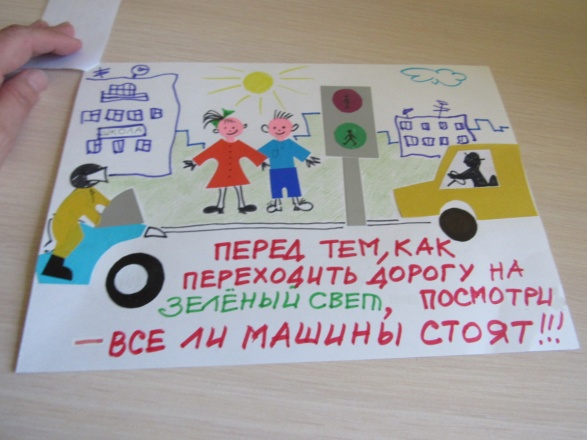 ШКОЛА
ПЕРЕД ТЕМ, КАК
ПЕРЕХОДИТЬ ДОРОГУ НА
ЗЕЛЁНЫЙ СВЕТ, ПОСМОТРИ
— ВСЕ ЛИ МАШИНЫ СТОЯТ!!!